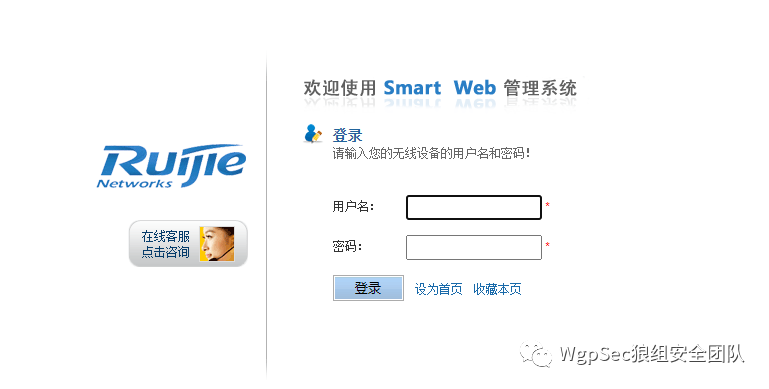 欢迎使用 Smart Web 管理系统
登录
请输入您的无线设备的用户名和密码!
Ruijie
Networks
在线客服
点击咨询
用户名： *
密码： *
登录 设为首页 收藏本页
WgpSec狼组安全团队